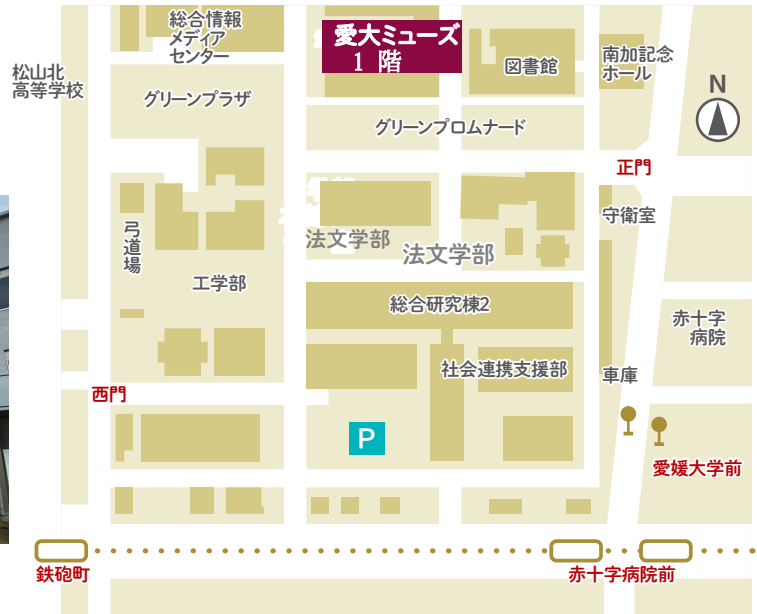 総合情報
メディア
センター
愛大ミューズ
1 階
図書館
南加記念
ホール
松山北
高等学校
グリーンプラザ
N
グリーンプロムナード
正門
守衛室
弓道場
法文学部
法文学部
工学部
総合研究棟2
赤十字
病院
社会連携支援部
車庫
西門
P
愛媛大学前
鉄砲町
赤十字病院前